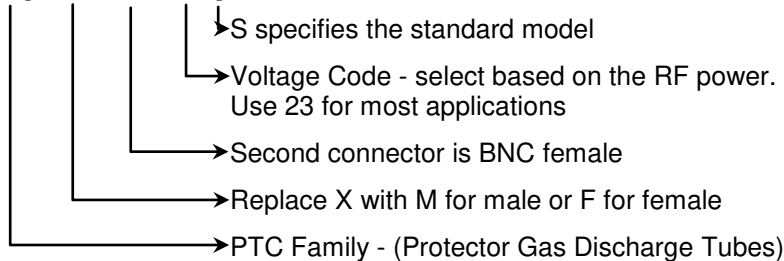 S specifies the standard model
Voltage Code - select based on the RF power.
Use 23 for most applications
Second connector is BNC female
Replace X with M for male or F for female
PTC Family - (Protector Gas Discharge Tubes)